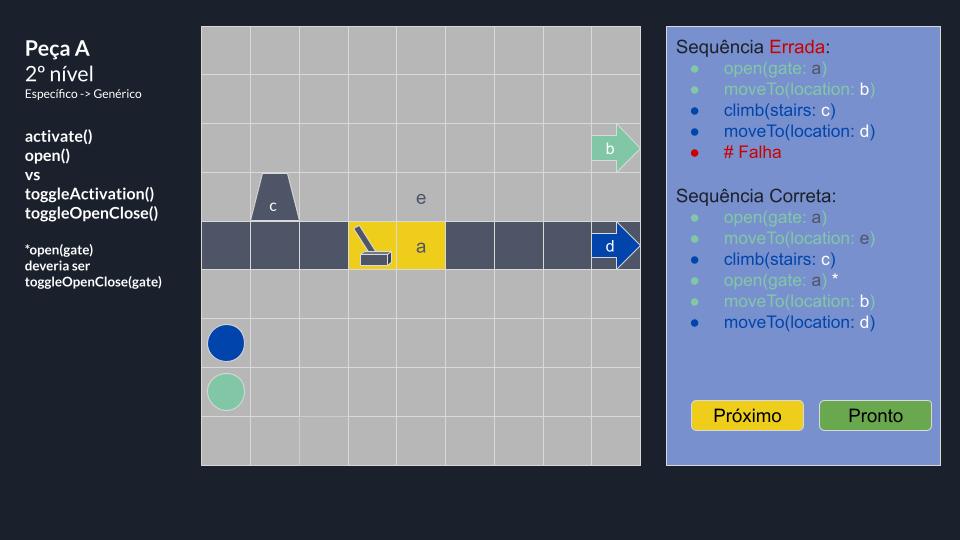 Peça A
2º nível
Específico -> Genérico
activate()
open()
vs
toggleActivation()
toggleOpenClose()
*open(gate)
deveria ser
toggleOpenClose(gate)
b
c
e
a
d
Sequência Errada:
● open(gate: a)
● moveTo(location: b)
● climb(stairs: c)
● moveTo(location: d)
● # Falha
Sequência Correta:
● open(gate: a)
● moveTo(location: e)
● climb(stairs: c)
● open(gate: a) *
● moveTo(location: b)
● moveTo(location: d)
Próximo
Pronto